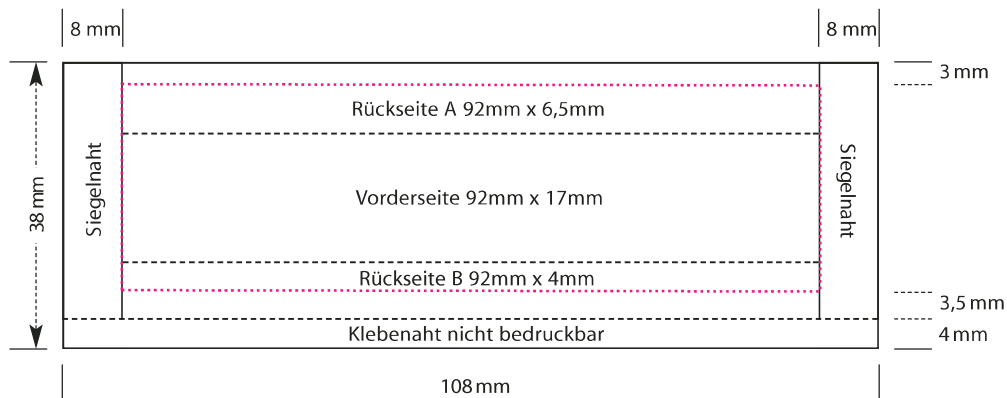 8 mm
8 mm
3 mm
Rückseite A 92mm x 6,5mm
Siegelnaht
Vorderseite 92mm x 17mm
Siegelnaht
38 mm
Rückseite B 92mm x 4mm
3,5 mm
Klebenaht nicht bedruckbar
4 mm
108 mm